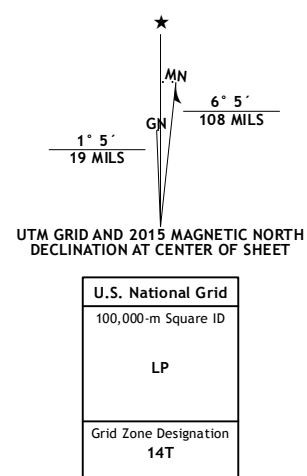 ★
MN
GN
6° 5´
108 MILS
1° 5´
19 MILS
UTM GRID AND 2015 MAGNETIC NORTH
DECLINATION AT CENTER OF SHEET
U.S. National Grid
100,000-m Square ID
LP
Grid Zone Designation
14T